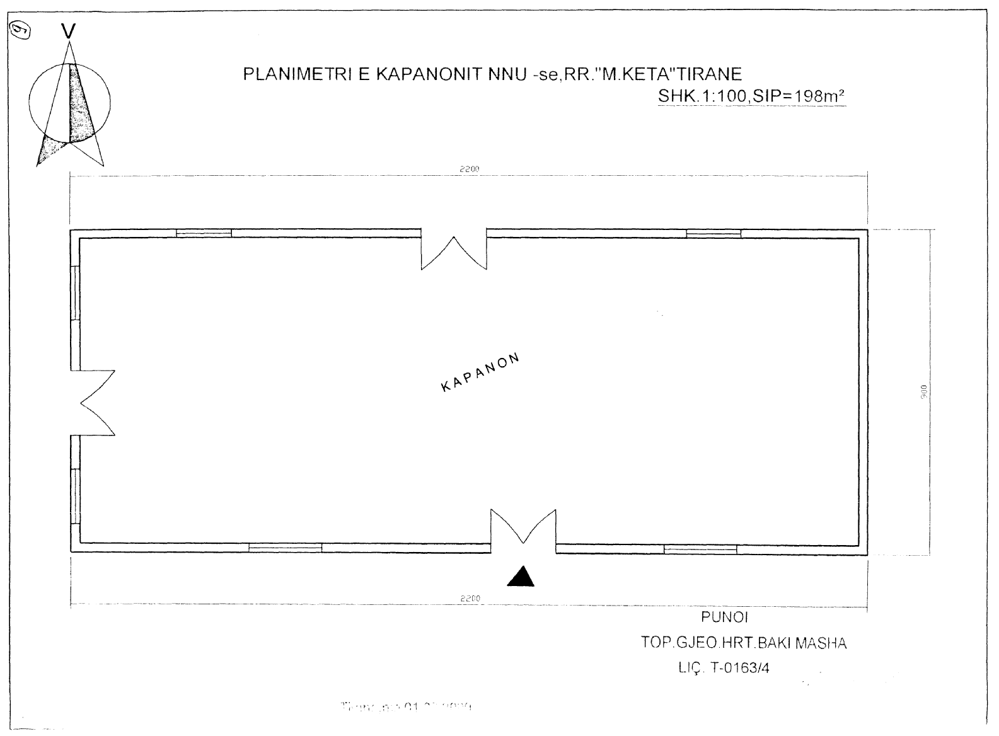 9
V
PLANIMETRI E KAPANONIT NNU -se,RR."M.KETA"TIRANE
SHK.1:100,SIP=198m²
2200
KAPANON
900
2200
PUNOI
TOP.GJEO.HRT.BAKI MASHA
LIÇ. T-0163/4